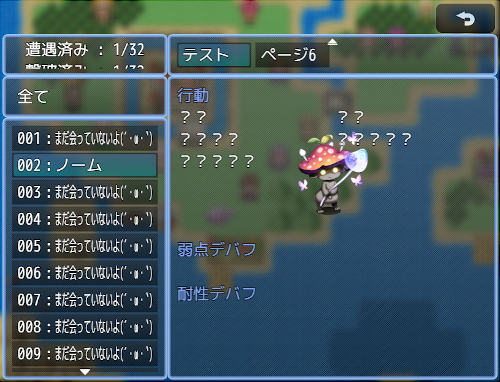 遭遇済み : 1/32
テスト
ページ6
全て
行動
？？
？？
？？？？
？？？？？
？？？？？
001 : まだ会っていないよ(´・ω・`)
002 : ノーム
003 : まだ会っていないよ(´・ω・`)
004 : まだ会っていないよ(´・ω・`)
005 : まだ会っていないよ(´・ω・`)
006 : まだ会っていないよ(´・ω・`)
007 : まだ会っていないよ(´・ω・`)
008 : まだ会っていないよ(´・ω・`)
009 : まだ会っていないよ(´・ω・`)
弱点デバフ
耐性デバフ